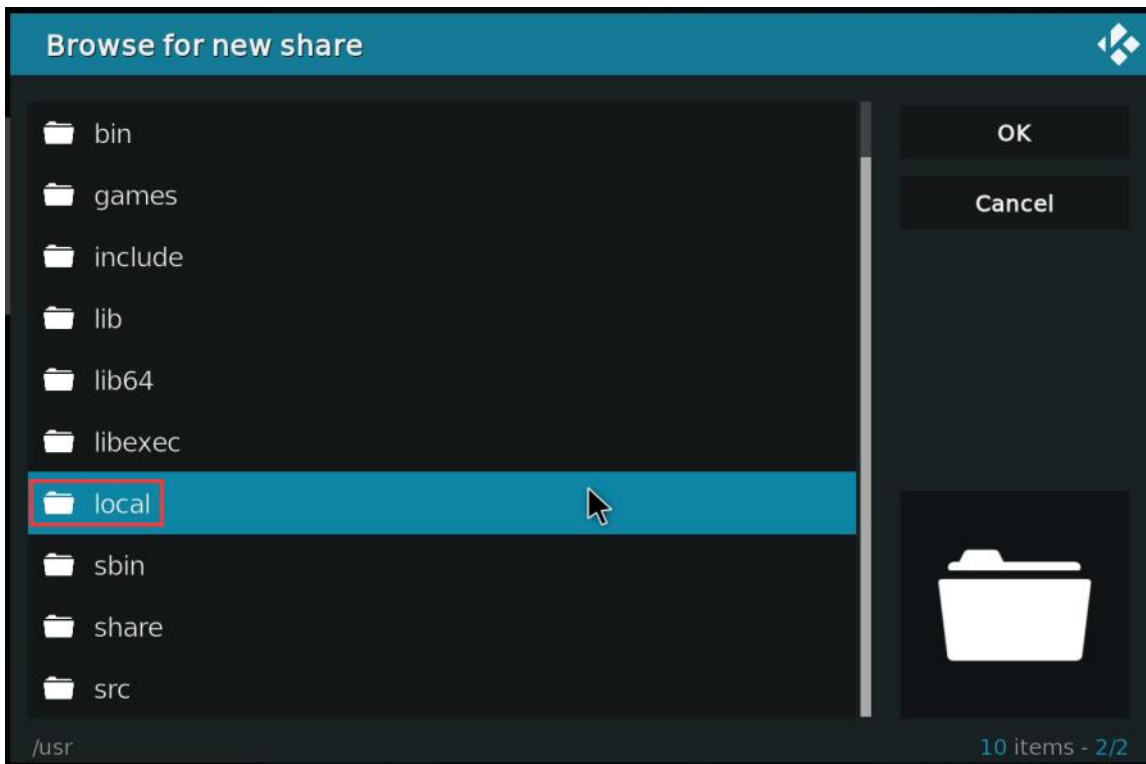 Browse for new share
bin
OK
games
Cancel
include
lib
lib64
libexec
local
sbin
share
src
/usr
10 items - 2/2